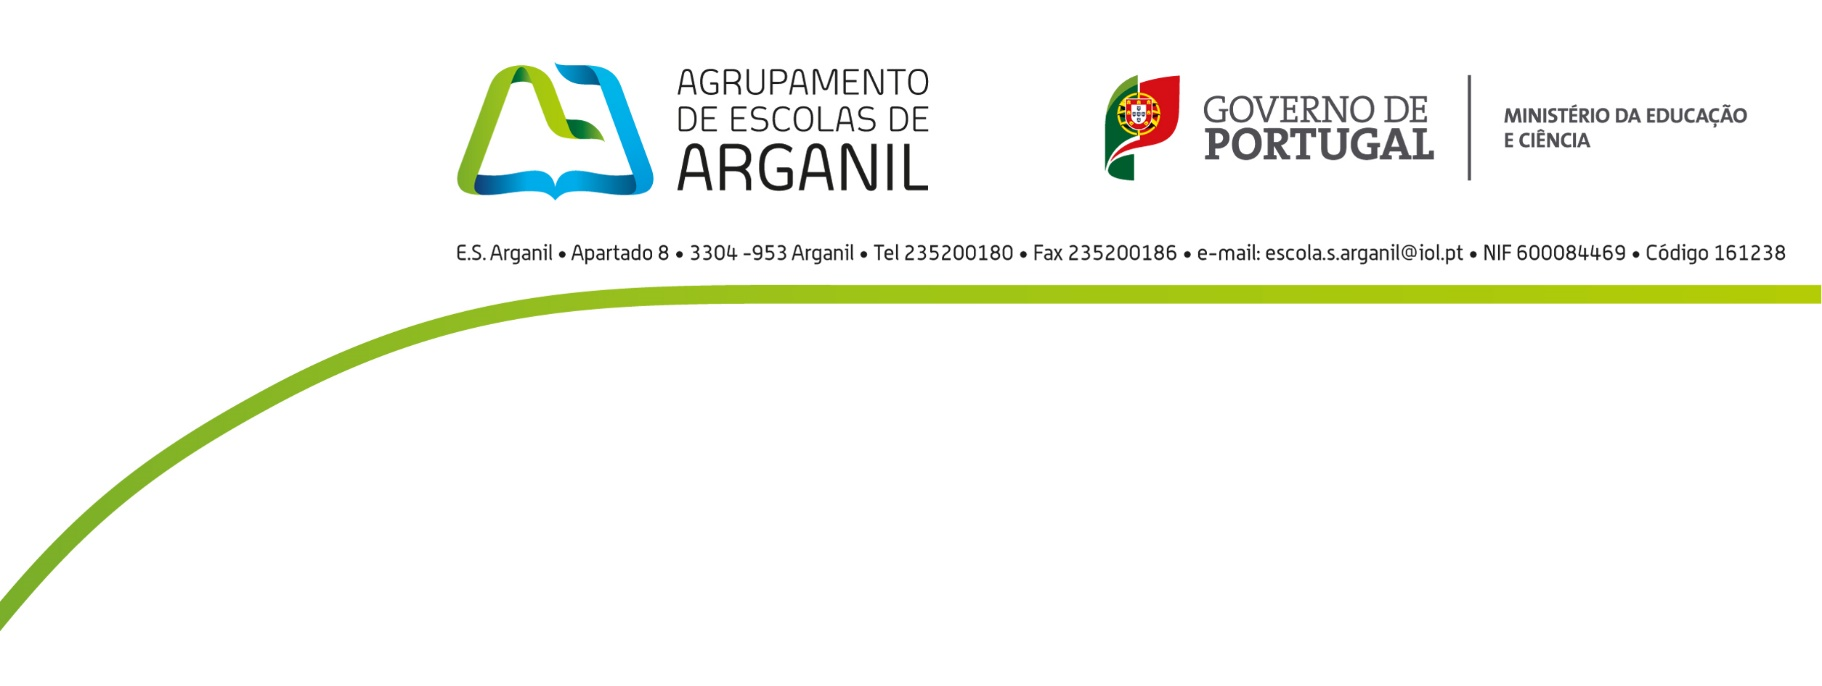 AGRUPAMENTO
DE ESCOLAS DE
ARGANIL
GOVERNO DE
PORTUGAL
MINISTÉRIO DA EDUCAÇÃO
E CIÊNCIA
E.S. Arganil • Apartado 8 • 3304 -953 Arganil • Tel 235200180 • Fax 235200186 • e-mail: escola.s.arganil@iol.pt • NIF 600084469 • Código 161238